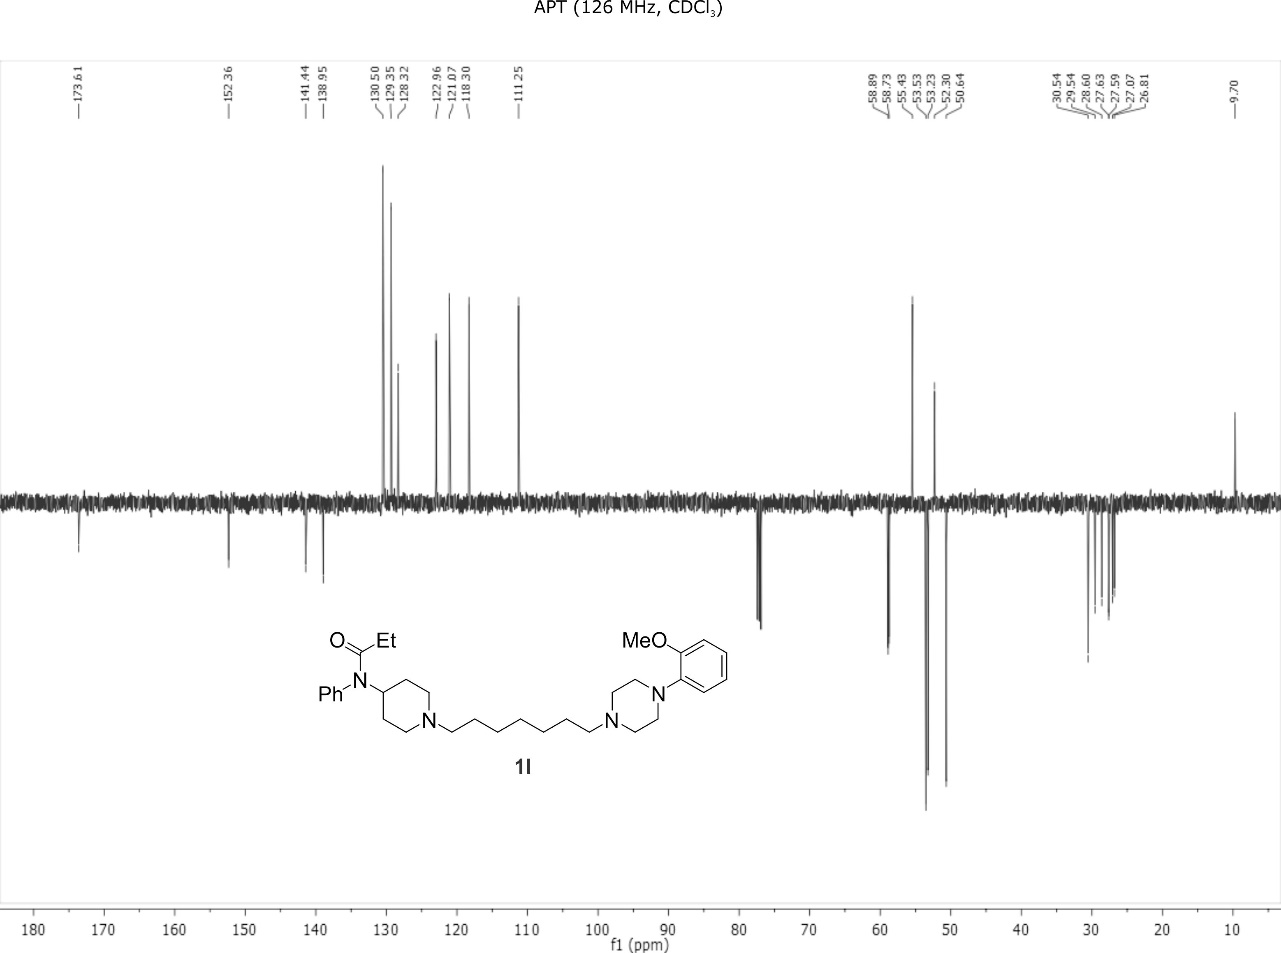 APT (126 MHz, CDCl₃)
173.61
152.36
141.44
138.95
130.50
129.35
128.32
122.96
121.07
118.30
111.25
58.89
58.73
55.43
53.53
53.23
52.30
50.64
30.54
29.54
28.60
27.63
27.59
27.07
26.81
9.70
O Et
MeO
N
Ph
N
N
N
1l
180 170 160 150 140 130 120 110 100 90 80 70 60 50 40 30 20 10
f1 (ppm)